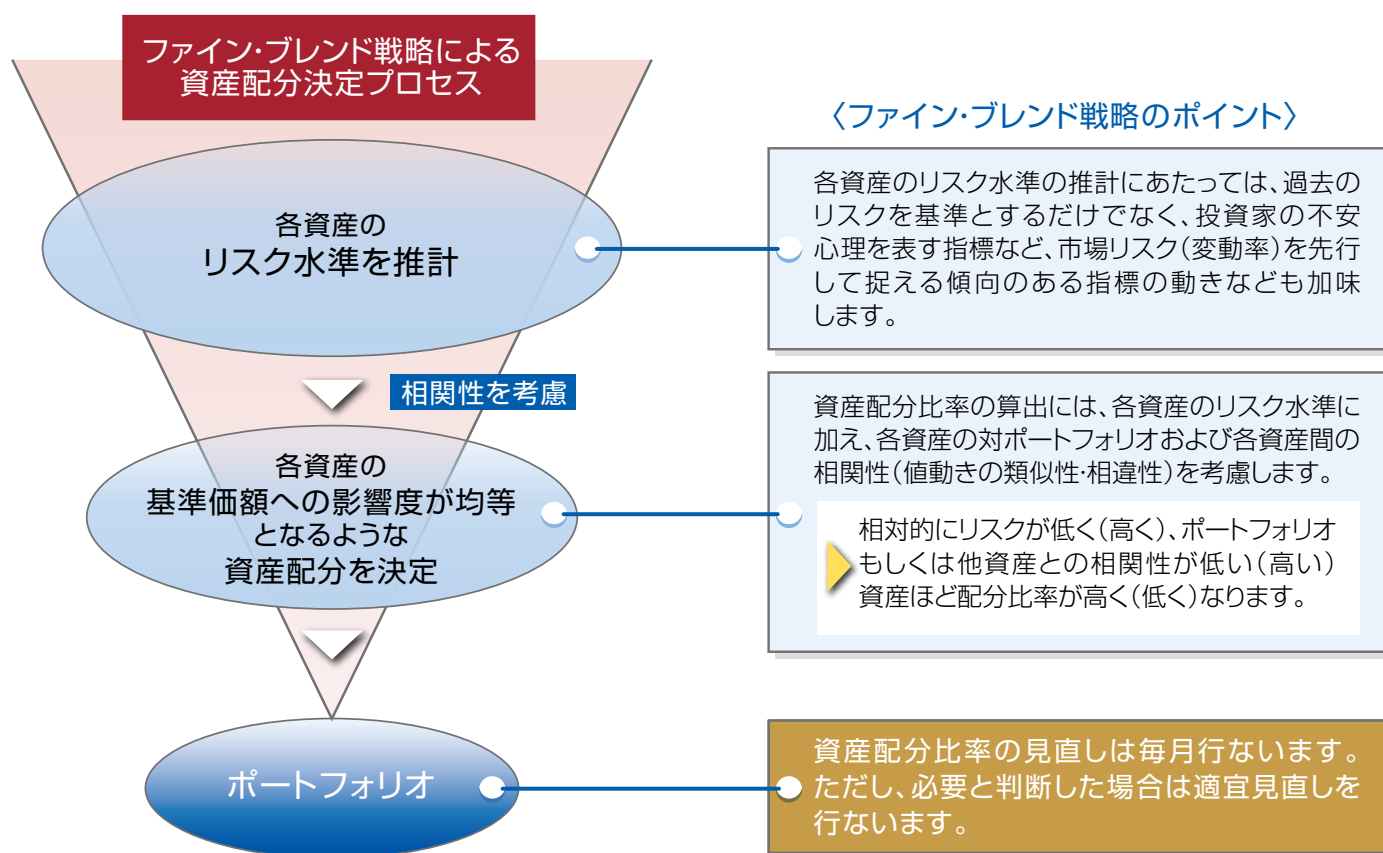 ファイン・ブレンド戦略による
資産配分決定プロセス
各資産の
リスク水準を推計
相関性を考慮
各資産の
基準価額への影響度が均等
となるような
資産配分を決定
ポートフォリオ
〈ファイン・ブレンド戦略のポイント〉
各資産のリスク水準の推計にあたっては、過去の
リスクを基準とするだけでなく、投資家の不安
心理を表す指標など、市場リスク(変動率)を先行
して捉える傾向のある指標の動きなども加味
します。
資産配分比率の算出には、各資産のリスク水準に
加え、各資産の対ポートフォリオおよび各資産間の
相関性(値動きの類似性・相違性)を考慮します。
相対的にリスクが低く(高く)、ポートフォリオ
もしくは他資産との相関性が低い(高い)
資産ほど配分比率が高く(低く)なります。
資産配分比率の見直しは毎月行ないます。
ただし、必要と判断した場合は適宜見直しを
行ないます。